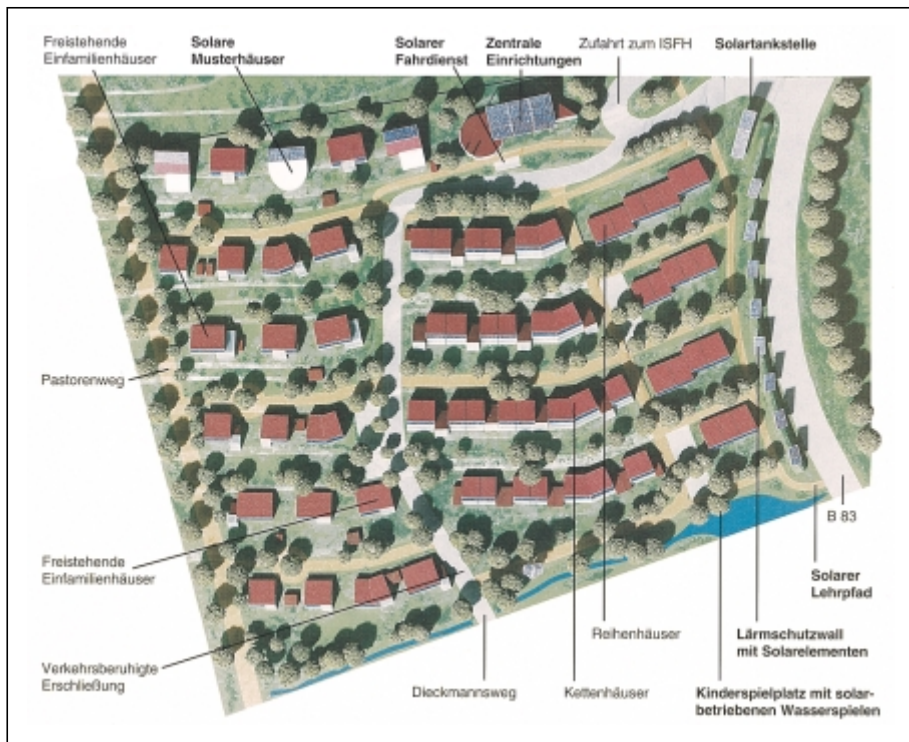 Freistehende
Einfamilienhäuser
Solare
Musterhäuser
Solarer
Fahrdienst
Zentrale
Einrichtungen
Zufahrt zum ISFH
Solartankstelle
Pastorenweg
B 83
Freistehende
Einfamilienhäuser
Solarer
Lehrpfad
Reihenhäuser
Lärmschutzwall
mit Solarelementen
Verkehrsberuhigte
Erschließung
Dieckmannsweg
Kettenhäuser
Kinderspielplatz mit solar-
betriebenen Wasserspielen